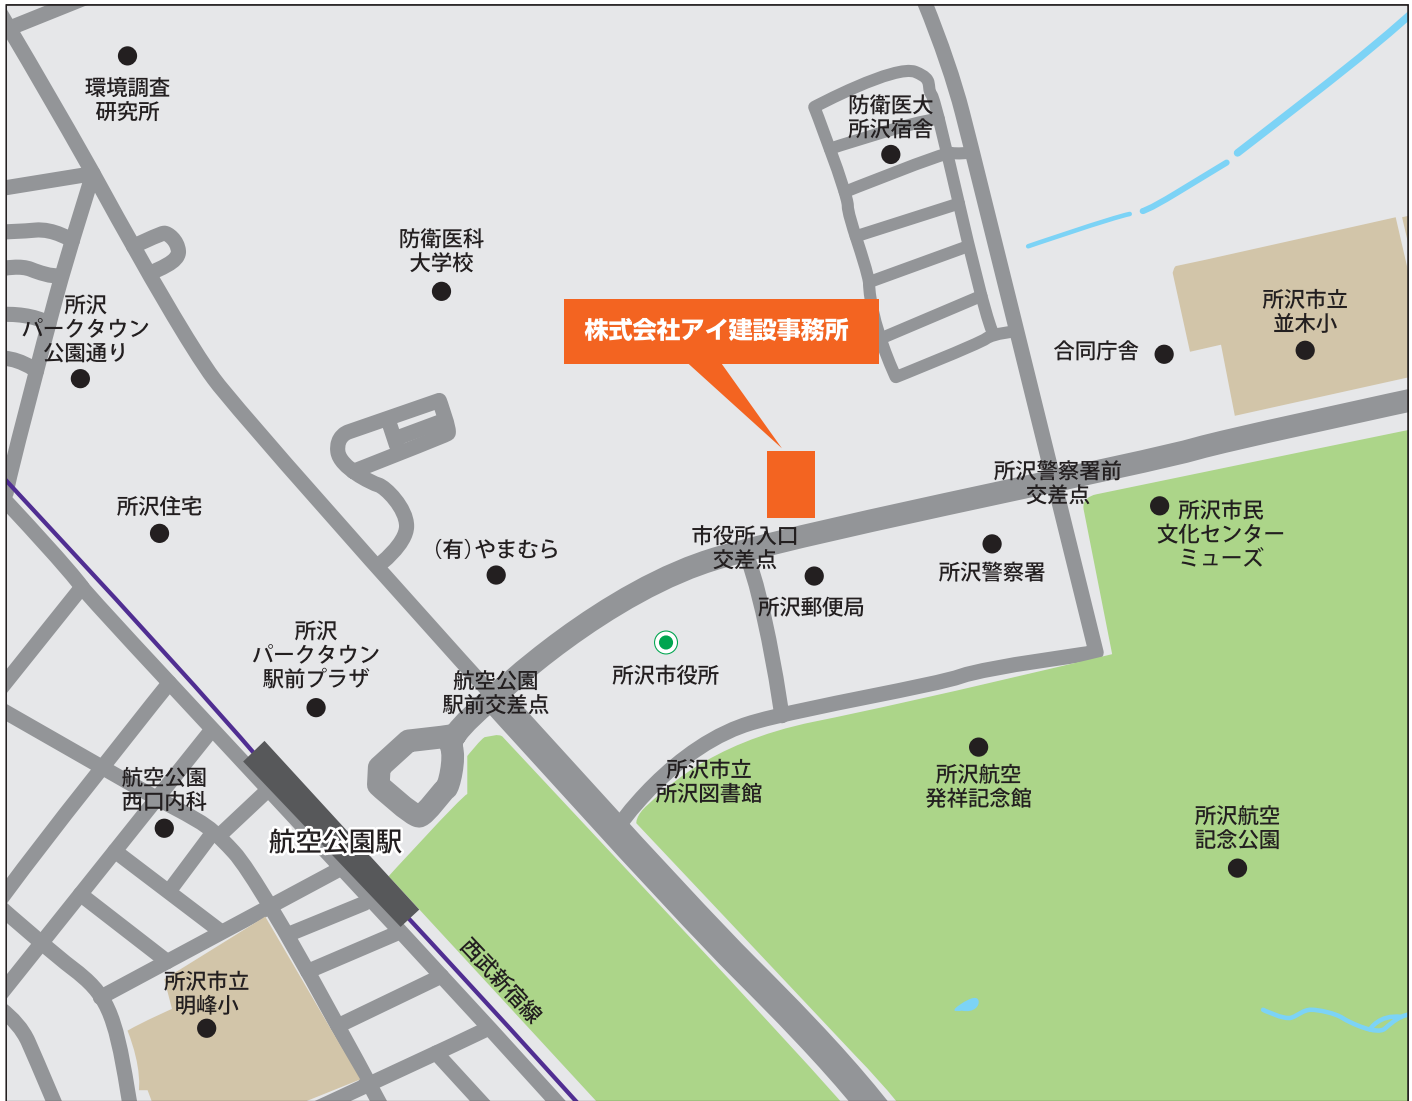 環境調査
研究所
防衛医大
所沢宿舎
防衛医科
大学校
所沢
パークタウン
公園通り
株式会社アイ建設事務所
合同庁舎
所沢市立
並木小
所沢警察署前
交差点
所沢住宅
所沢市民
文化センター
ミューズ
(有)やまむら
市役所入口
交差点
所沢警察署
所沢郵便局
所沢
パークタウン
駅前プラザ
所沢市役所
航空公園
駅前交差点
航空公園
西口内科
所沢市立
所沢図書館
所沢航空
発祥記念館
所沢航空
記念公園
航空公園駅
西武新宿線
所沢市立
明峰小